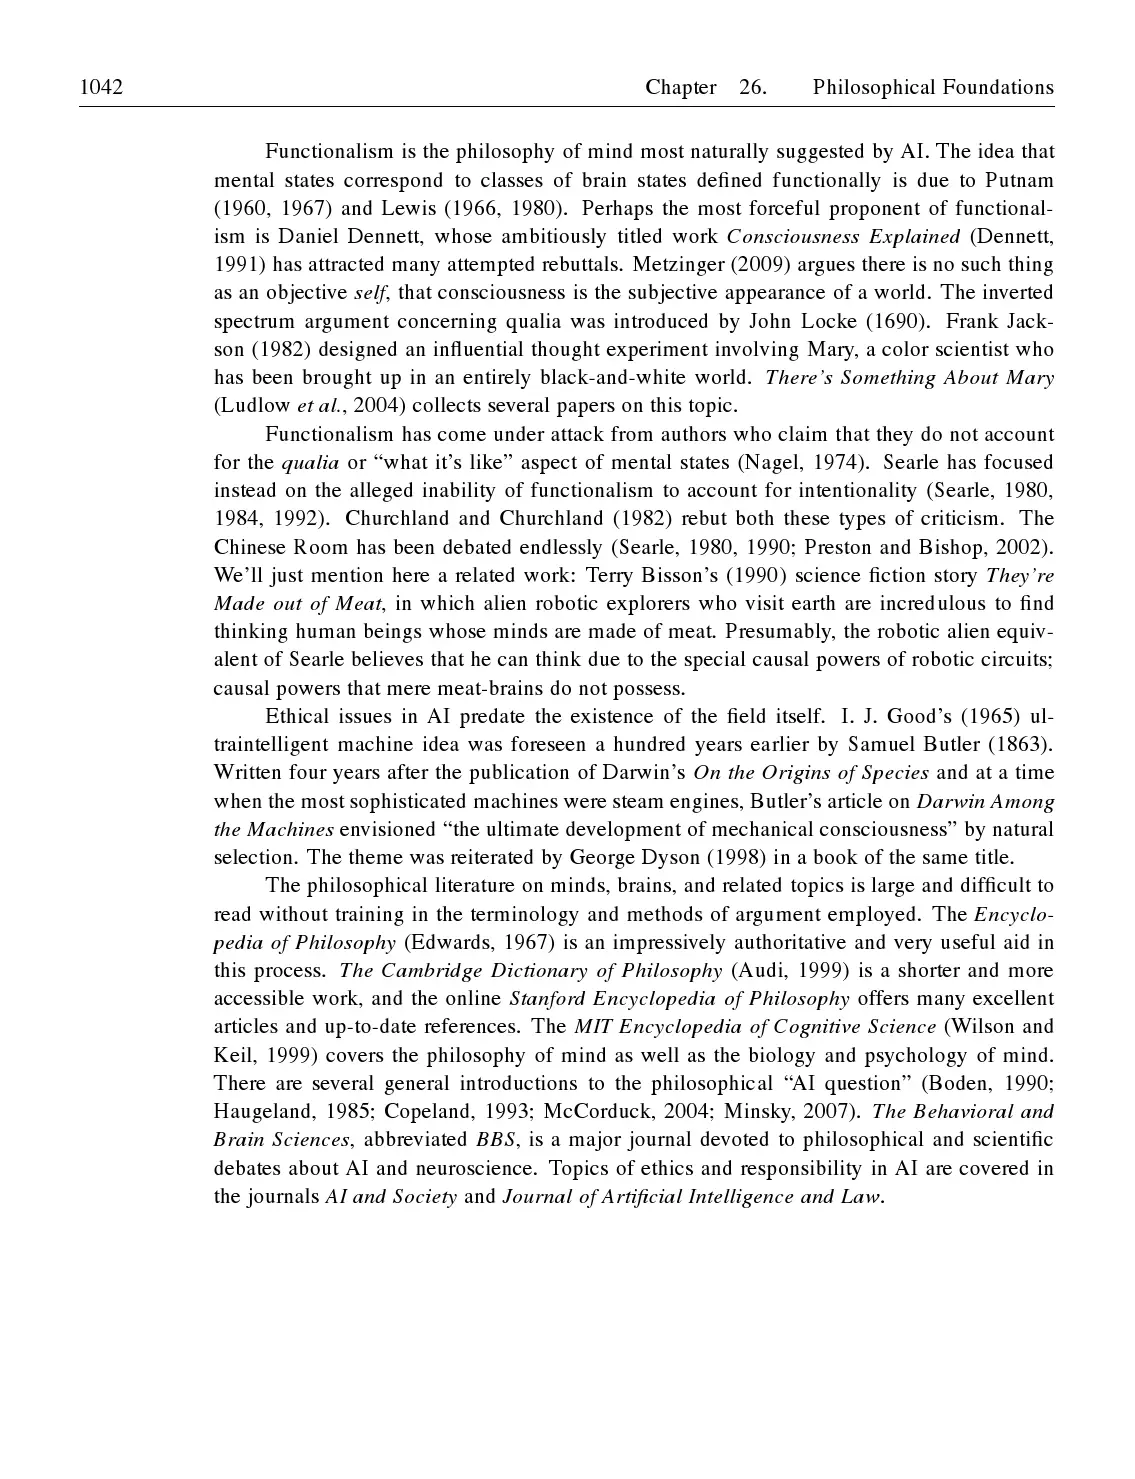 1042 Chapter 26. Philosophical Foundations
Functionalism is the philosophy of mind most naturally suggested by AI. The idea that
mental states correspond to classes of brain states defined functionally is due to Putnam
(1960, 1967) and Lewis (1966, 1980). Perhaps the most forceful proponent of functional-
ism is Daniel Dennett, whose ambitiously titled work Consciousness Explained (Dennett,
1991) has attracted many attempted rebuttals. Metzinger (2009) argues there is no such thing
as an objective self, that consciousness is the subjective appearance of a world. The inverted
spectrum argument concerning qualia was introduced by John Locke (1690). Frank Jack-
son (1982) designed an influential thought experiment involving Mary, a color scientist who
has been brought up in an entirely black-and-white world. There's Something About Mary
(Ludlow et al., 2004) collects several papers on this topic.
Functionalism has come under attack from authors who claim that they do not account
for the qualia or “what it's like” aspect of mental states (Nagel, 1974). Searle has focused
instead on the alleged inability of functionalism to account for intentionality (Searle, 1980,
1984, 1992). Churchland and Churchland (1982) rebut both these types of criticism. The
Chinese Room has been debated endlessly (Searle, 1980, 1990; Preston and Bishop, 2002).
We'll just mention here a related work: Terry Bisson's (1990) science fiction story They're
Made out of Meat, in which alien robotic explorers who visit earth are incredulous to find
thinking human beings whose minds are made of meat. Presumably, the robotic alien equiv-
alent of Searle believes that he can think due to the special causal powers of robotic circuits;
causal powers that mere meat-brains do not possess.
Ethical issues in AI predate the existence of the field itself. I. J. Good's (1965) ul-
traintelligent machine idea was foreseen a hundred years earlier by Samuel Butler (1863).
Written four years after the publication of Darwin's On the Origins of Species and at a time
when the most sophisticated machines were steam engines, Butler's article on Darwin Among
the Machines envisioned “the ultimate development of mechanical consciousness” by natural
selection. The theme was reiterated by George Dyson (1998) in a book of the same title.
The philosophical literature on minds, brains, and related topics is large and difficult to
read without training in the terminology and methods of argument employed. The Encyclo-
pedia of Philosophy (Edwards, 1967) is an impressively authoritative and very useful aid in
this process. The Cambridge Dictionary of Philosophy (Audi, 1999) is a shorter and more
accessible work, and the online Stanford Encyclopedia of Philosophy offers many excellent
articles and up-to-date references. The MIT Encyclopedia of Cognitive Science (Wilson and
Keil, 1999) covers the philosophy of mind as well as the biology and psychology of mind.
There are several general introductions to the philosophical “AI question” (Boden, 1990;
Haugeland, 1985; Copeland, 1993; McCorduck, 2004; Minsky, 2007). The Behavioral and
Brain Sciences, abbreviated BBS, is a major journal devoted to philosophical and scientific
debates about AI and neuroscience. Topics of ethics and responsibility in AI are covered in
the journals AI and Society and Journal of Artificial Intelligence and Law.